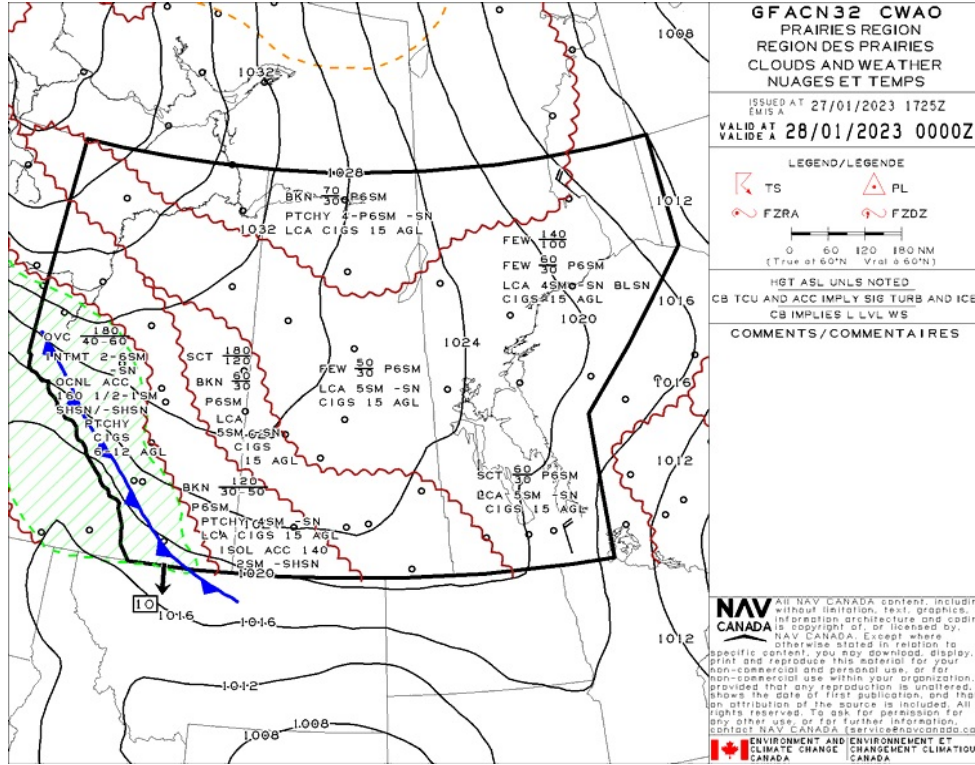 GFACN32 CWAO
PRAIRIES REGION
REGION DES PRAIRIES
CLOUDS AND WEATHER
NUAGES ET TEMPS
ISSUED AT 27/01/2023 1725Z
EMIS A
VALID AT 28/01/2023 0000Z
VALIDE A
LEGEND/LÉGENDE
TS
PL
FZRA
FZDZ
0 60 120 180 NM
(True at 60°N Vrai à 60°N)
HGT ASL UNLS NOTED
CB TCU AND ACC IMPLY SIG TURB AND ICE
CB IMPLIES L LVL WS
COMMENTS/COMMENTAIRES
1008
1032
1028
1012
BKN 70/30 P6SM
PTCHY 4-P6SM -SN
LCA CIGS 15 AGL
1032
FEW 140/100
FEW 60/30 P6SM
LCA 4SM -SN BLSN
CIGS 15 AGL
1016
1020
1024
OVC 180/40-60
INTMT 2-6SM
-SN
OCNL ACC
160 1/2-1SM
SHSN/-SHSN
PTCHY
CIGS
6-12 AGL
SCT 180/120
BKN 60/30
P6SM
LCA
5SM -SN
CIGS
15 AGL
FEW 50/30 P6SM
LCA 5SM -SN
CIGS 15 AGL
1016
1012
SCT 60/30 P6SM
LCA 5SM -SN
CIGS 15 AGL
BKN 120/30-50
P6SM
PTCHY 4SM -SN
LCA CIGS 15 AGL
ISOL ACC 140
2SM -SHSN
1020
10
1016
1016
1012
1012
1008
1008
NAV
CANADA
All NAV CANADA content, includin
without limitation, text, graphics,
information architecture and codin
is copyright of, or licensed by,
NAV CANADA. Except where
otherwise stated in relation to
specific content, you may download, display,
print and reproduce this material for your
non-commercial and personal use, or for
non-commercial use within your organization,
provided that any reproduction is unaltered,
shows the date of first publication, and tha
an attribution of the source is included. All
rights reserved. To ask for permission for
any other use, or for further information,
contact NAV CANADA (service@navcanada.ca
ENVIRONMENT AND
CLIMATE CHANGE
CANADA
ENVIRONNEMENT ET
CHANGEMENT CLIMATIQU
CANADA